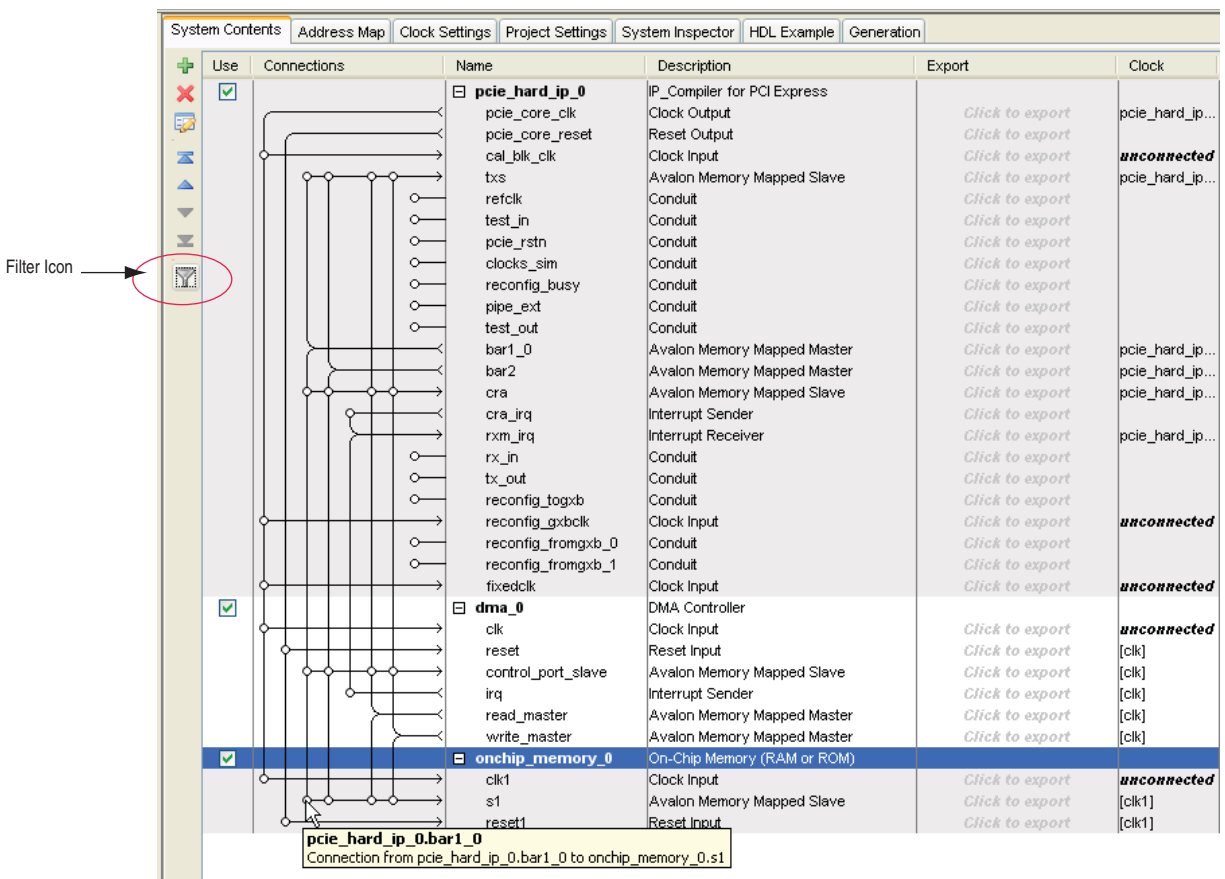 System Contents Address Map Clock Settings Project Settings System Inspector HDL Example Generation
Use Connections Name Description Export Clock
pcie_hard_ip_0 IP_Compiler for PCI Express
pcie_core_clk Clock Output Click to export pcie_hard_ip...
pcie_core_reset Reset Output Click to export
cal_blk_clk Clock Input Click to export unconnected
txs Avalon Memory Mapped Slave Click to export pcie_hard_ip...
refclk Conduit Click to export
test_in Conduit Click to export
pcie_rstn Conduit Click to export
Filter Icon
clocks_sim Conduit Click to export
reconfig_busy Conduit Click to export
pipe_ext Conduit Click to export
test_out Conduit Click to export
bar1_0 Avalon Memory Mapped Master Click to export pcie_hard_ip...
bar2 Avalon Memory Mapped Master Click to export pcie_hard_ip...
cra Avalon Memory Mapped Slave Click to export pcie_hard_ip...
cra_irq Interrupt Sender Click to export
rxm_irq Interrupt Receiver Click to export pcie_hard_ip...
rx_in Conduit Click to export
tx_out Conduit Click to export
reconfig_togxb Conduit Click to export
reconfig_gxbclk Clock Input Click to export unconnected
reconfig_fromgxb_0 Conduit Click to export
reconfig_fromgxb_1 Conduit Click to export
fixedclk Clock Input Click to export unconnected
dma_0 DMA Controller
clk Clock Input Click to export unconnected
reset Reset Input Click to export [clk]
control_port_slave Avalon Memory Mapped Slave Click to export [clk]
irq Interrupt Sender Click to export [clk]
read_master Avalon Memory Mapped Master Click to export [clk]
write_master Avalon Memory Mapped Master Click to export [clk]
onchip_memory_0 On-Chip Memory (RAM or ROM)
clk1 Clock Input Click to export unconnected
s1 Avalon Memory Mapped Slave Click to export [clk1]
reset1 Reset Input Click to export [clk1]
pcie_hard_ip_0.bar1_0
Connection from pcie_hard_ip_0.bar1_0 to onchip_memory_0.s1